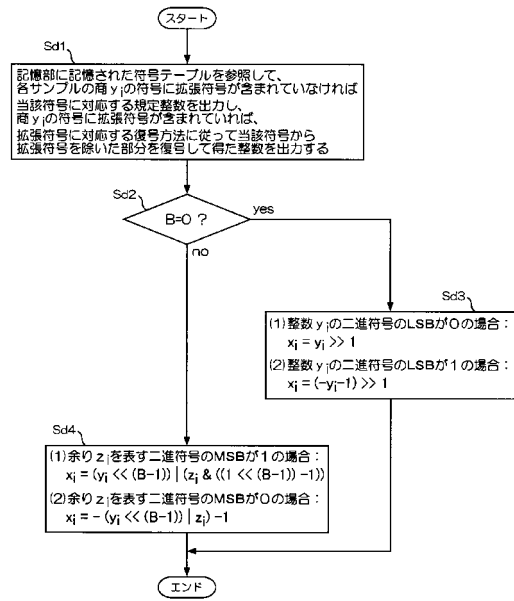 スタート
Sd1
記憶部に記憶された符号テーブルを参照して、
各サンプルの商yiの符号に拡張符号が含まれていなければ
当該符号に対応する規定整数を出力し、
商yiの符号に拡張符号が含まれていれば、
拡張符号に対応する復号方法に従って当該符号から
拡張符号を除いた部分を復号して得た整数を出力する
Sd2
B=0 ?
yes
no
Sd3
(1)整数yiの二進符号のLSBが0の場合：
xi = yi >> 1
(2)整数yiの二進符号のLSBが1の場合：
xi = (-yi-1) >> 1
Sd4
(1)余りziを表す二進符号のMSBが1の場合：
xi = (yi << (B-1)) | (zi & ((1 << (B-1)) -1))
(2)余りziを表す二進符号のMSBが0の場合：
xi = - (yi << (B-1)) | zi) -1
エンド